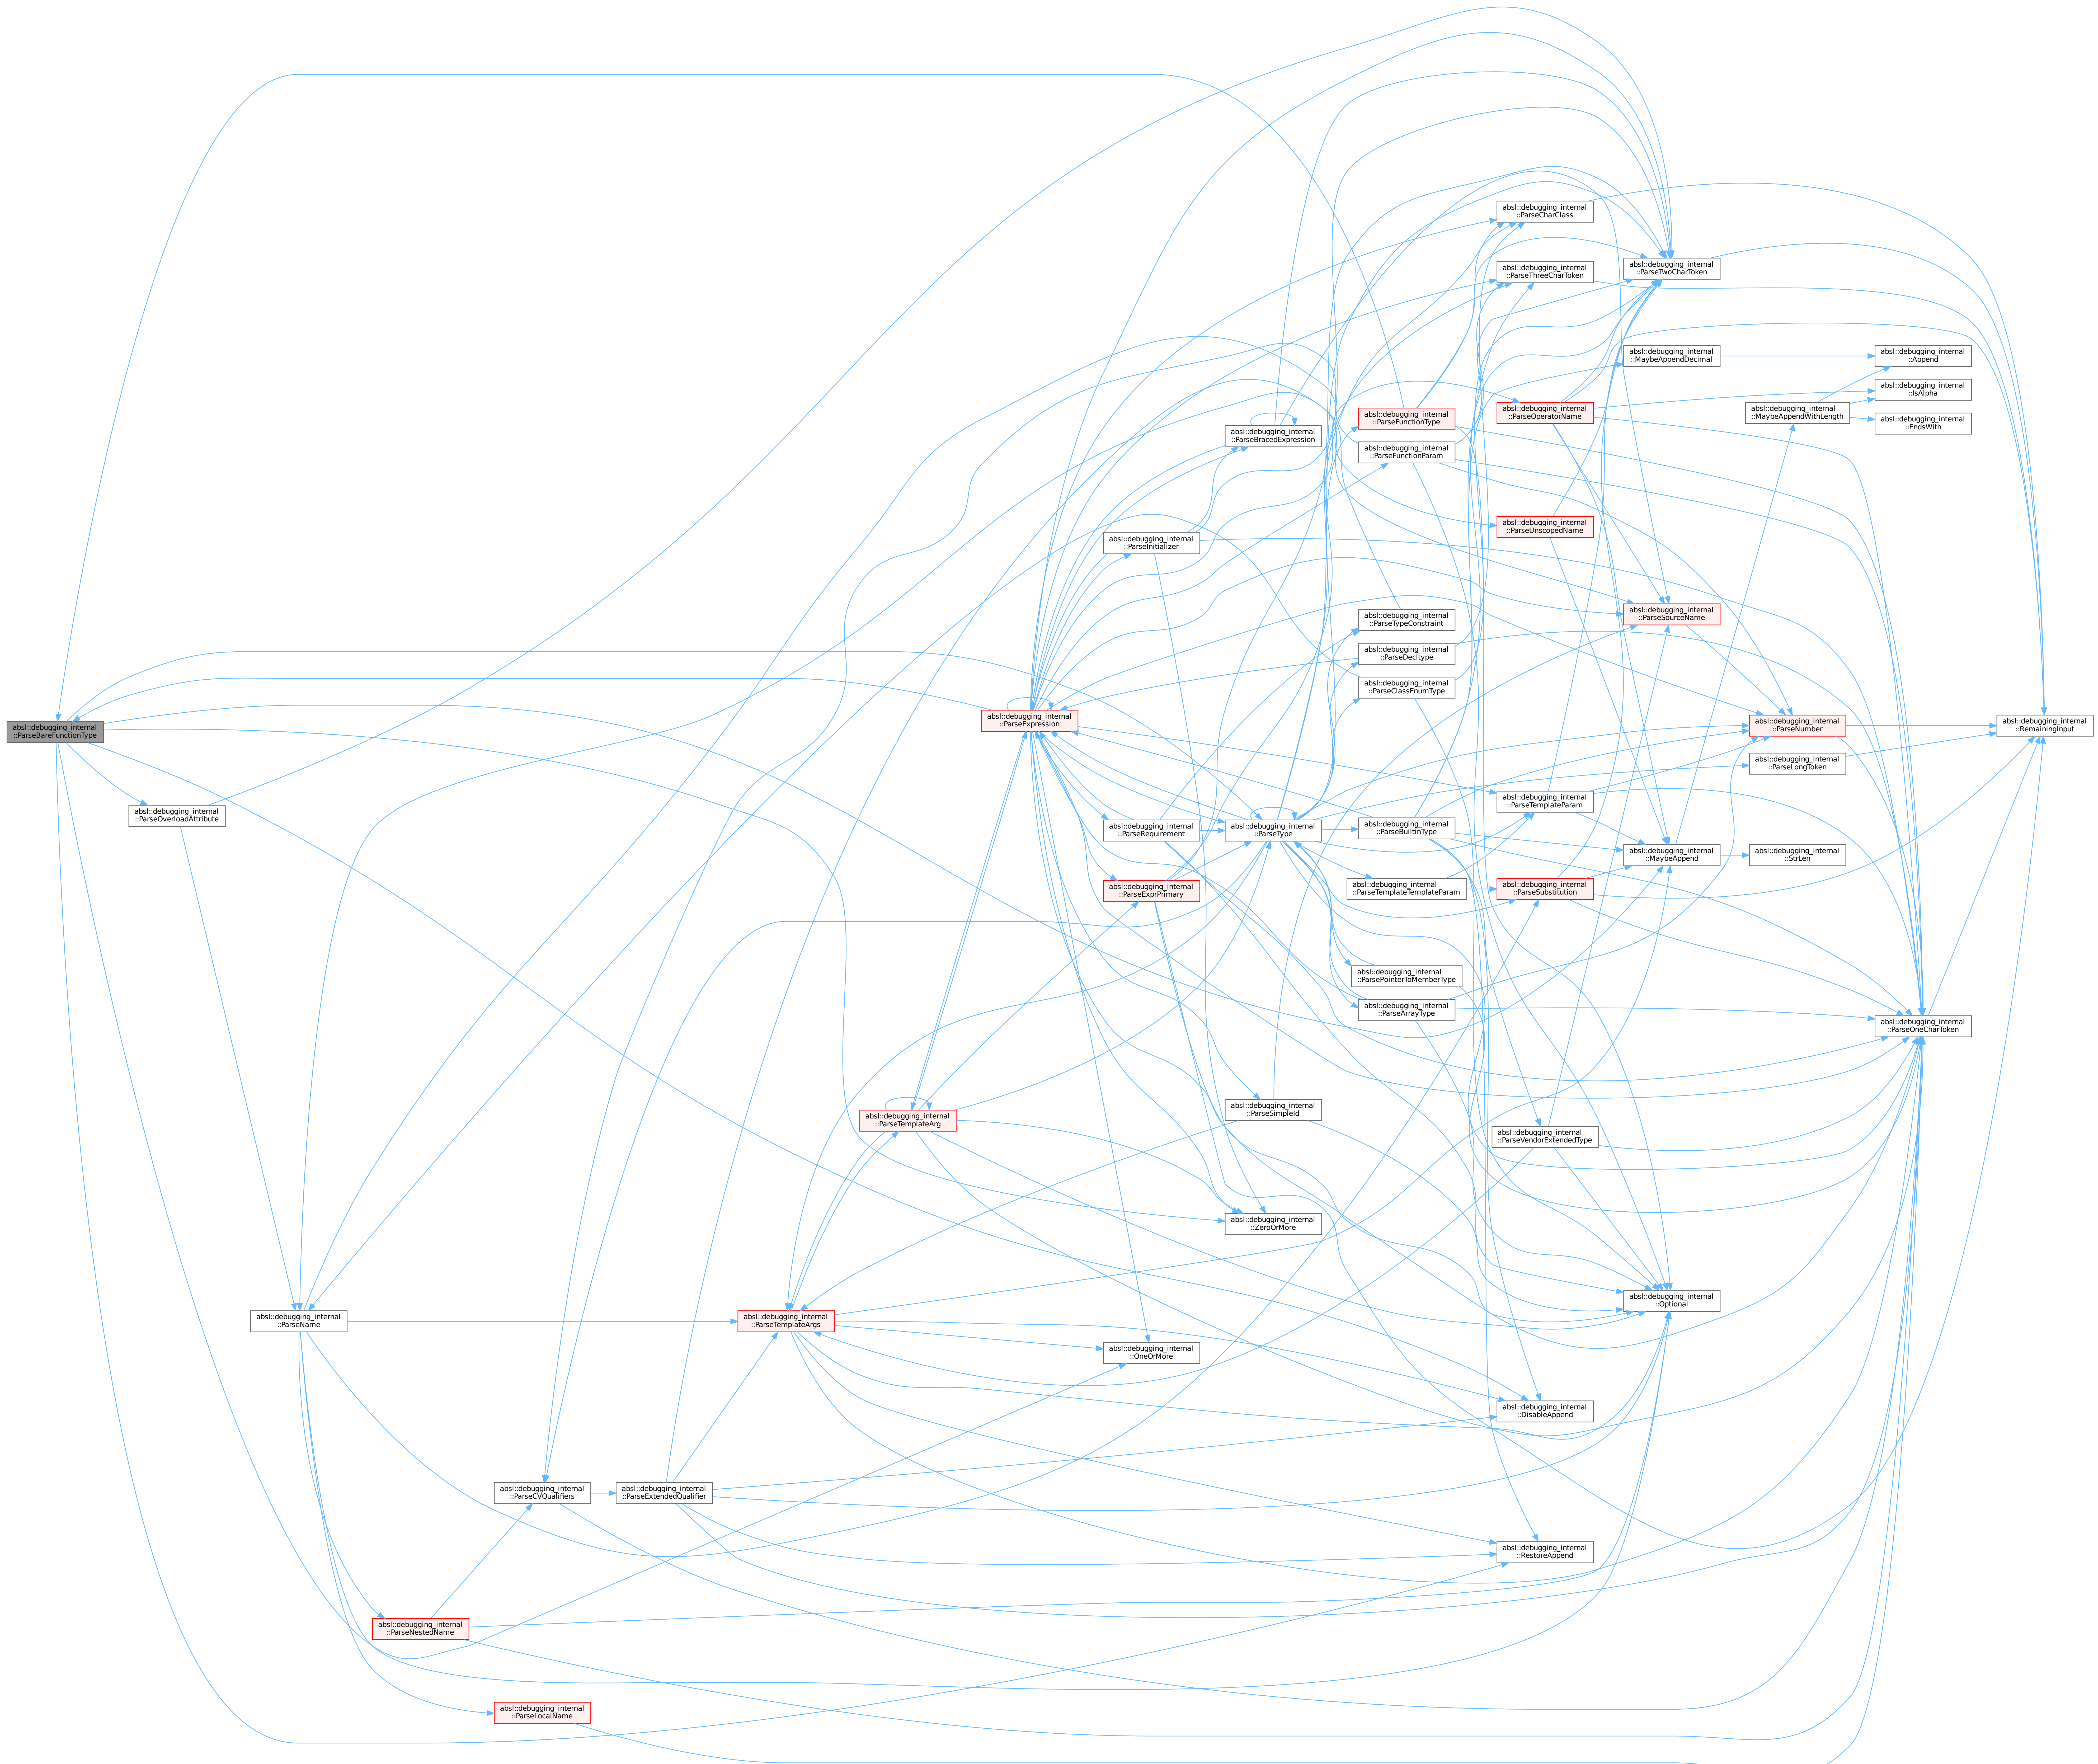 absl::debugging_internal
::ParseBareFunctionType
absl::debugging_internal
::ParseOverloadAttribute
absl::debugging_internal
::ParseName
absl::debugging_internal
::ParseNestedName
absl::debugging_internal
::ParseLocalName
absl::debugging_internal
::ParseCVQualifiers
absl::debugging_internal
::ParseExtendedQualifier
absl::debugging_internal
::ParseTemplateArgs
absl::debugging_internal
::ParseTemplateArg
absl::debugging_internal
::ParseExpression
absl::debugging_internal
::ParseInitializer
absl::debugging_internal
::ParseRequirement
absl::debugging_internal
::ParseExprPrimary
absl::debugging_internal
::OneOrMore
absl::debugging_internal
::ParseBracedExpression
absl::debugging_internal
::ParseType
absl::debugging_internal
::ParseSimpleId
absl::debugging_internal
::ZeroOrMore
absl::debugging_internal
::ParseFunctionType
absl::debugging_internal
::ParseFunctionParam
absl::debugging_internal
::ParseTypeConstraint
absl::debugging_internal
::ParseDecltype
absl::debugging_internal
::ParseClassEnumType
absl::debugging_internal
::ParseBuiltinType
absl::debugging_internal
::ParseTemplateTemplateParam
absl::debugging_internal
::ParsePointerToMemberType
absl::debugging_internal
::ParseArrayType
absl::debugging_internal
::ParseCharClass
absl::debugging_internal
::ParseThreeCharToken
absl::debugging_internal
::ParseOperatorName
absl::debugging_internal
::ParseUnscopedName
absl::debugging_internal
::ParseTemplateParam
absl::debugging_internal
::ParseSubstitution
absl::debugging_internal
::ParseVendorExtendedType
absl::debugging_internal
::DisableAppend
absl::debugging_internal
::RestoreAppend
absl::debugging_internal
::ParseTwoCharToken
absl::debugging_internal
::MaybeAppendDecimal
absl::debugging_internal
::ParseSourceName
absl::debugging_internal
::MaybeAppend
absl::debugging_internal
::Optional
absl::debugging_internal
::MaybeAppendWithLength
absl::debugging_internal
::ParseNumber
absl::debugging_internal
::ParseLongToken
absl::debugging_internal
::StrLen
absl::debugging_internal
::Append
absl::debugging_internal
::IsAlpha
absl::debugging_internal
::EndsWith
absl::debugging_internal
::ParseOneCharToken
absl::debugging_internal
::RemainingInput